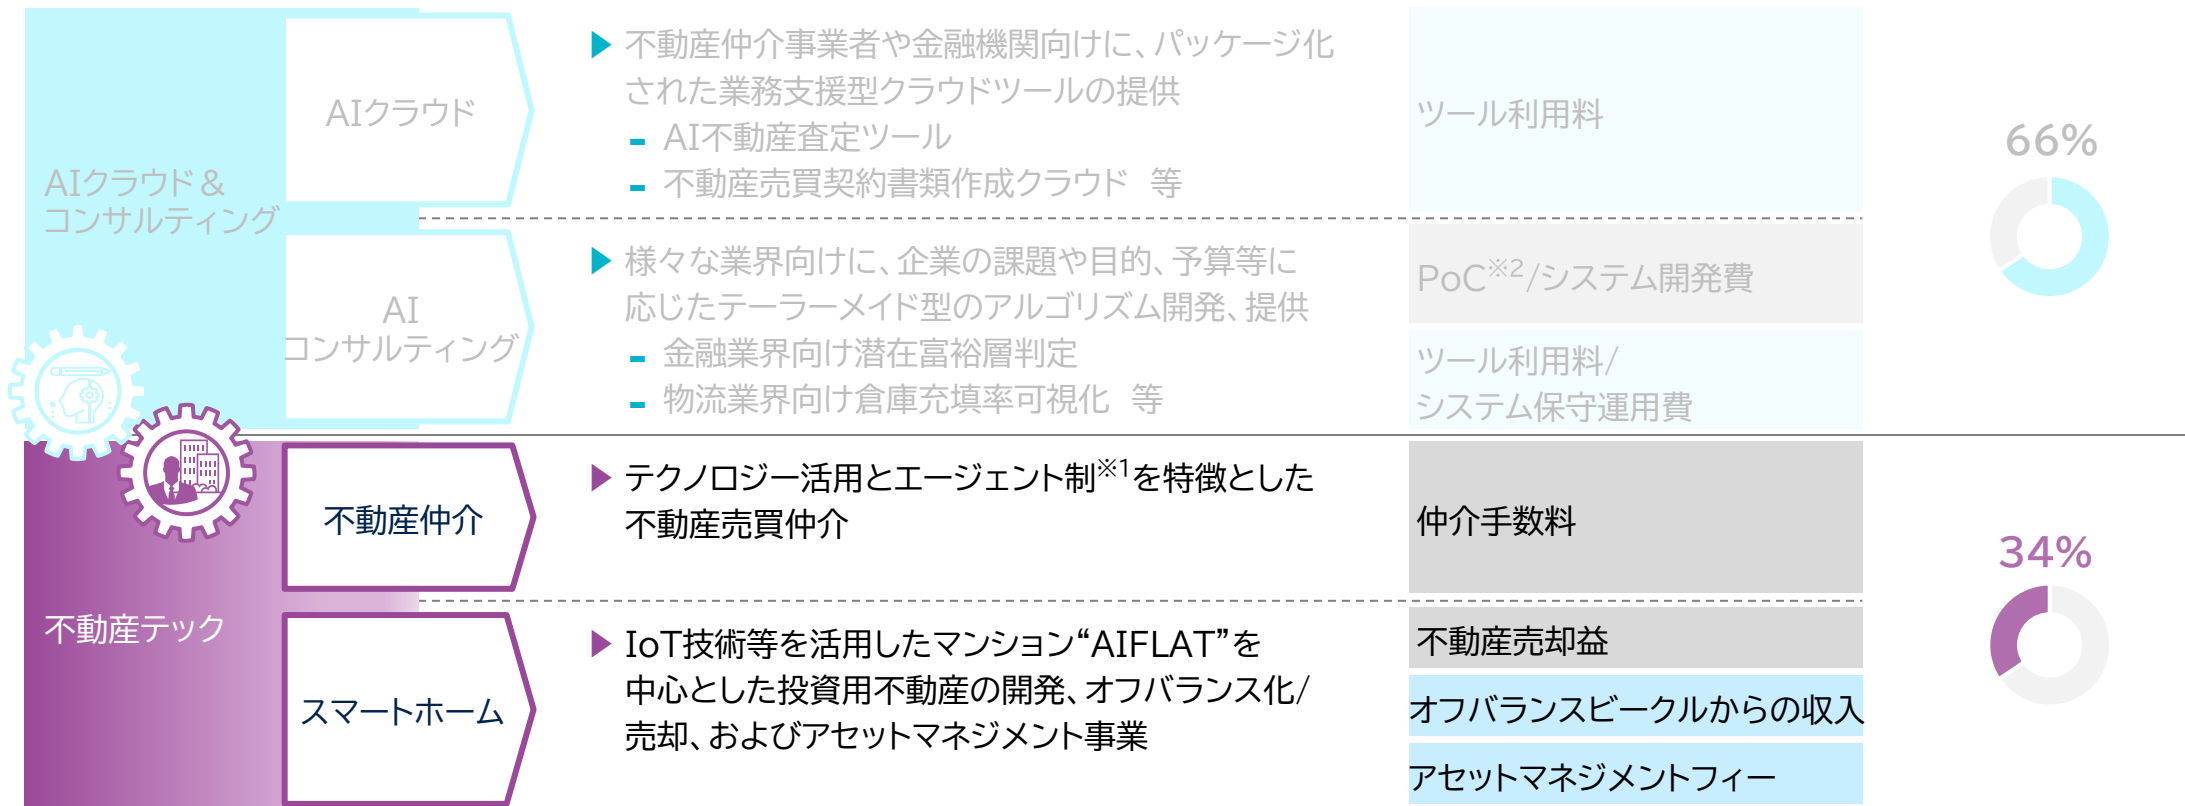 AIクラウド＆
コンサルティング
AIクラウド
不動産仲介事業者や金融機関向けに、パッケージ化
された業務支援型クラウドツールの提供
AI不動産査定ツール
不動産売買契約書類作成クラウド 等
ツール利用料
66%
AI
コンサルティング
様々な業界向けに、企業の課題や目的、予算等に
応じたテーラーメイド型のアルゴリズム開発、提供
金融業界向け潜在富裕層判定
物流業界向け倉庫充填率可視化 等
PoC※2/システム開発費
ツール利用料/
システム保守運用費
不動産テック
不動産仲介
テクノロジー活用とエージェント制※1を特徴とした
不動産売買仲介
仲介手数料
34%
スマートホーム
IoT技術等を活用したマンション“AIFLAT”を
中心とした投資用不動産の開発、オフバランス化/
売却、およびアセットマネジメント事業
不動産売却益
オフバランスビークルからの収入
アセットマネジメントフィー